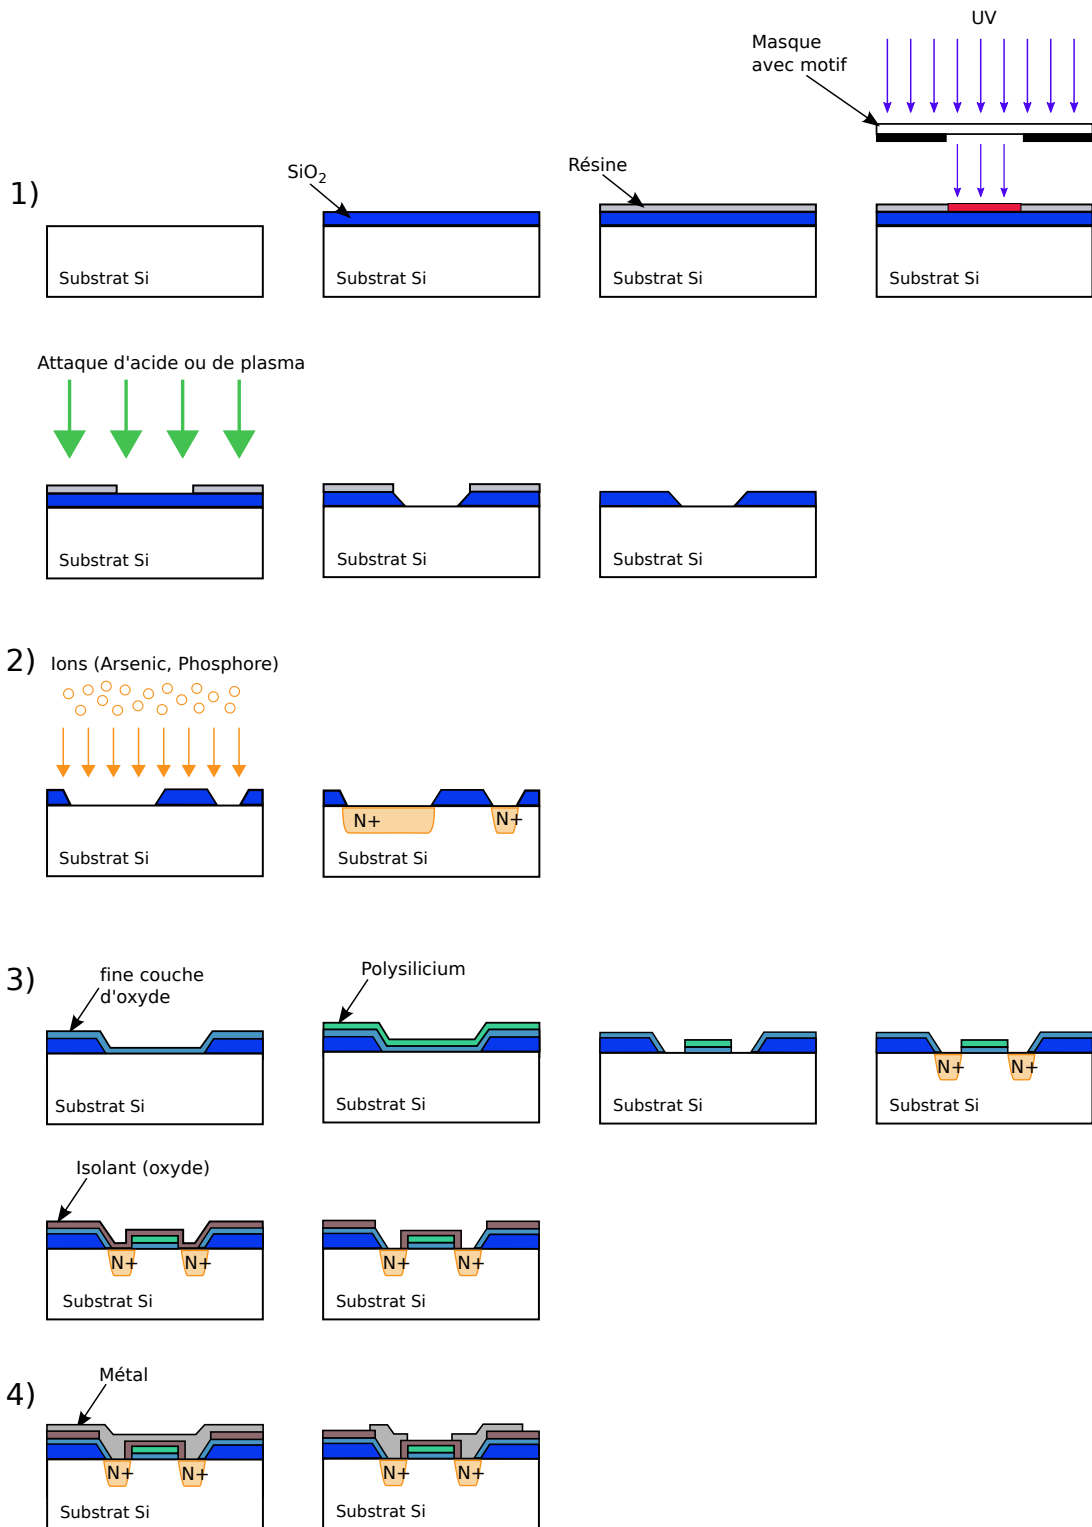 UV
Masque
avec motif
1)
SiO2
Résine
Substrat Si
Substrat Si
Substrat Si
Substrat Si
Attaque d'acide ou de plasma
Substrat Si
Substrat Si
Substrat Si
2)
Ions (Arsenic, Phosphore)
N+
N+
Substrat Si
Substrat Si
3)
fine couche
d'oxyde
Polysilicium
N+
N+
Substrat Si
Substrat Si
Substrat Si
Substrat Si
Isolant (oxyde)
N+
N+
N+
N+
Substrat Si
Substrat Si
4)
Métal
N+
N+
N+
N+
Substrat Si
Substrat Si